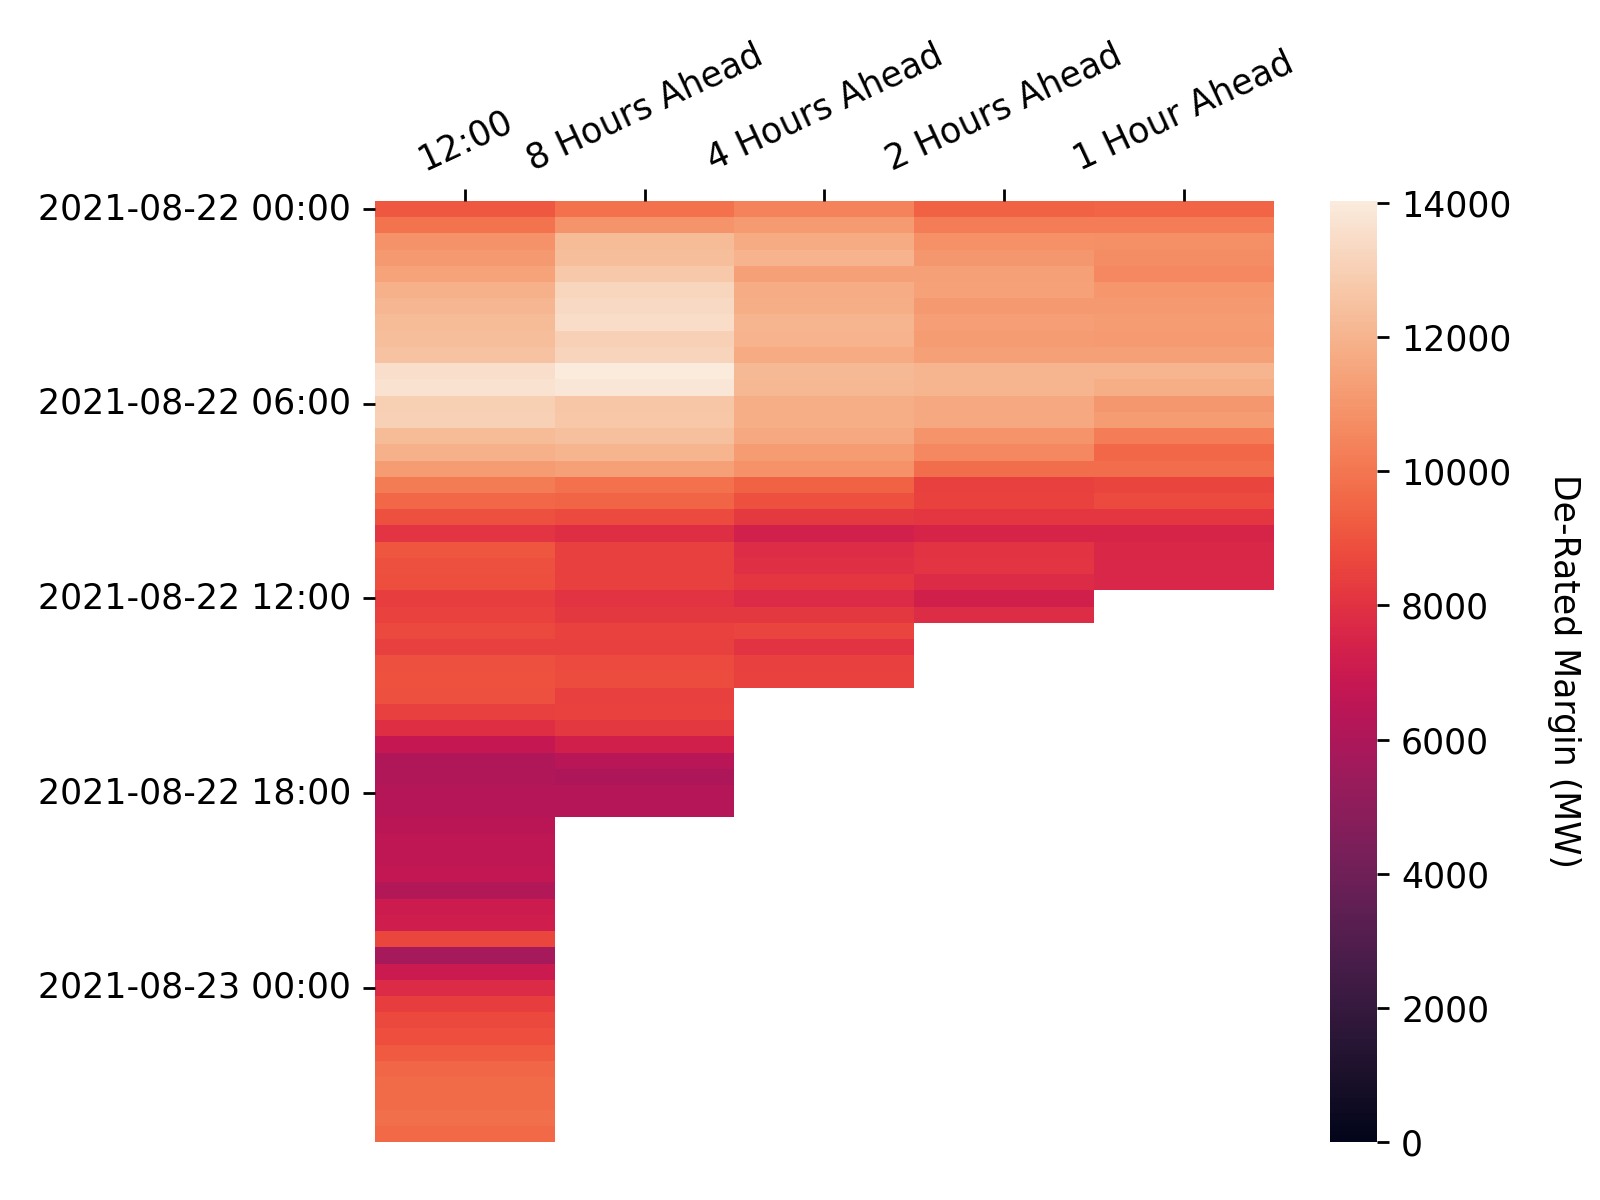 12:00
8 Hours Ahead
4 Hours Ahead
2 Hours Ahead
1 Hour Ahead
2021-08-22 00:00
2021-08-22 06:00
2021-08-22 12:00
2021-08-22 18:00
2021-08-23 00:00
14000
12000
10000
8000
6000
4000
2000
0
De-Rated Margin (MW)